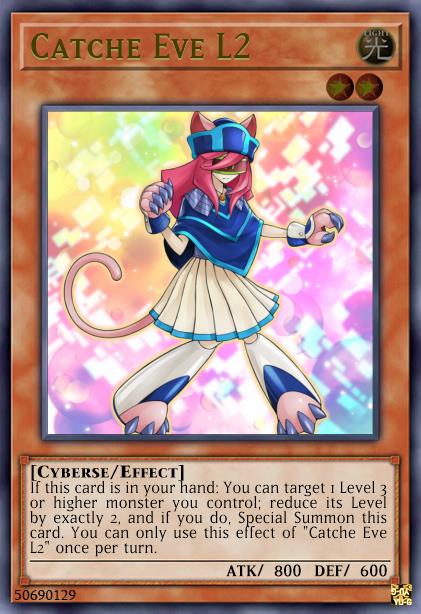 CATCHE EVE L2
LIGHT
光
[CYBERSE/EFFECT]
If this card is in your hand: You can target 1 Level 3
or higher monster you control; reduce its Level
by exactly 2, and if you do, Special Summon this
card. You can only use this effect of "Catche Eve
L2" once per turn.
ATK/ 800 DEF/ 600
50690129